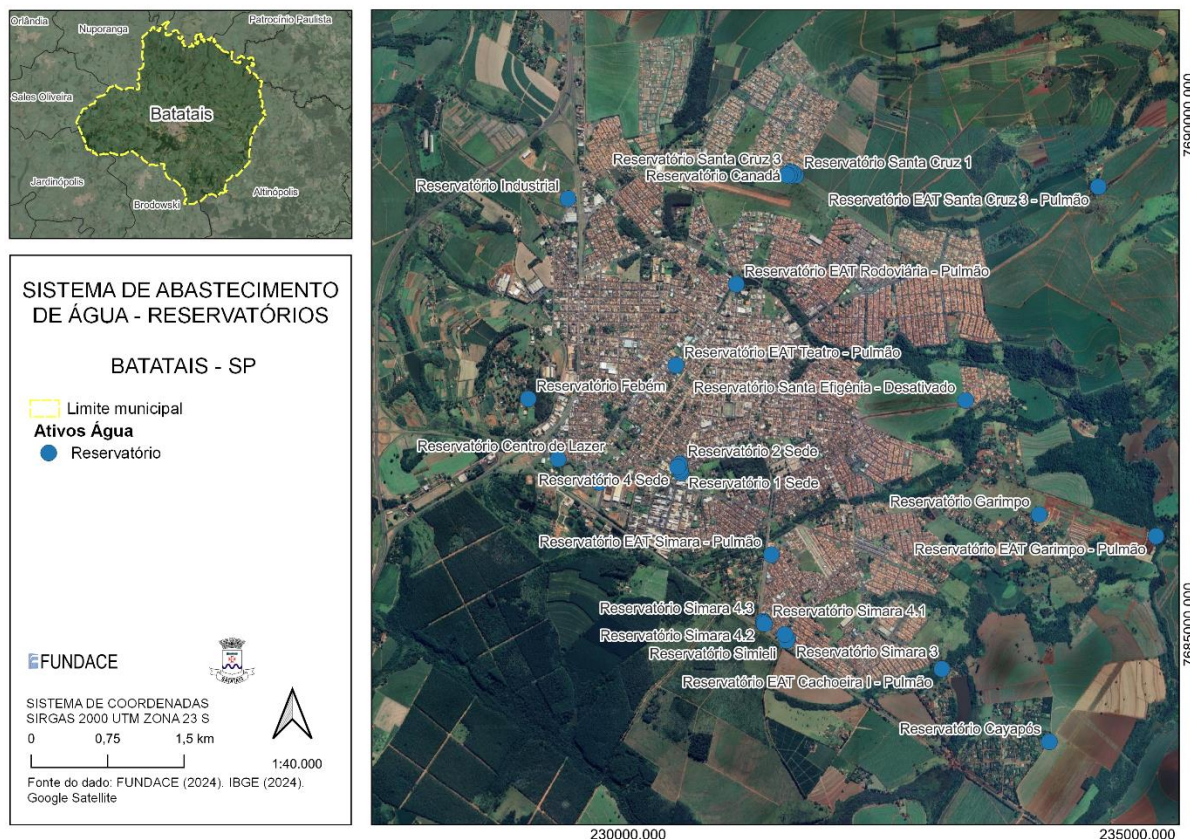 Orlândia
Nuporanga
Patrocínio Paulista
Sales Oliveira
Batatais
Jardinópolis
Altinópolis
Brodowski
SISTEMA DE ABASTECIMENTO
DE ÁGUA - RESERVATÓRIOS
BATATAIS - SP
Limite municipal
Ativos Água
Reservatório
FUNDACE
BATATAIS
SISTEMA DE COORDENADAS
SIRGAS 2000 UTM ZONA 23 S
0 0,75 1,5 km
1:40.000
Fonte do dado: FUNDACE (2024). IBGE (2024).
Google Satellite
Reservatório Santa Cruz 3
Reservatório Santa Cruz 1
Reservatório Canadá
Reservatório Industrial
Reservatório EAT Santa Cruz 3 - Pulmão
Reservatório EAT Rodoviária - Pulmão
Reservatório EAT Teatro - Pulmão
Reservatório Febém
Reservatório Santa Efigênia - Desativado
Reservatório Centro de Lazer
Reservatório 2 Sede
Reservatório 4 Sede
Reservatório 1 Sede
Reservatório Garimpo
Reservatório EAT Simara - Pulmão
Reservatório EAT Garimpo - Pulmão
Reservatório Simara 4.3
Reservatório Simara 4.1
Reservatório Simara 4.2
Reservatório Simieli
Reservatório Simara 3
Reservatório EAT Cachoeira I - Pulmão
Reservatório Cayapós
7690000.000
7685000.000
230000.000
235000.000